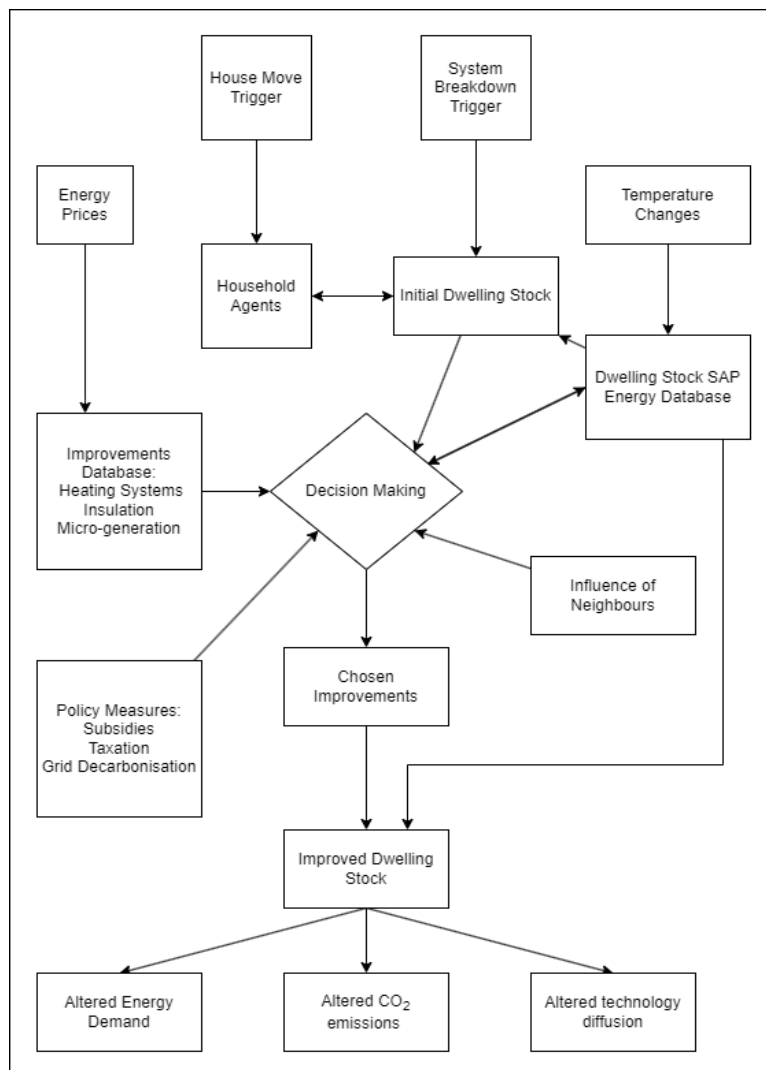 House Move
Trigger
System
Breakdown
Trigger
Energy
Prices
Temperature
Changes
Household
Agents
Initial Dwelling Stock
Dwelling Stock SAP
Energy Database
Improvements
Database:
Heating Systems
Insulation
Micro-generation
Decision Making
Influence of
Neighbours
Chosen
Improvements
Policy Measures:
Subsidies
Taxation
Grid Decarbonisation
Improved Dwelling
Stock
Altered Energy
Demand
Altered CO2
emissions
Altered technology
diffusion